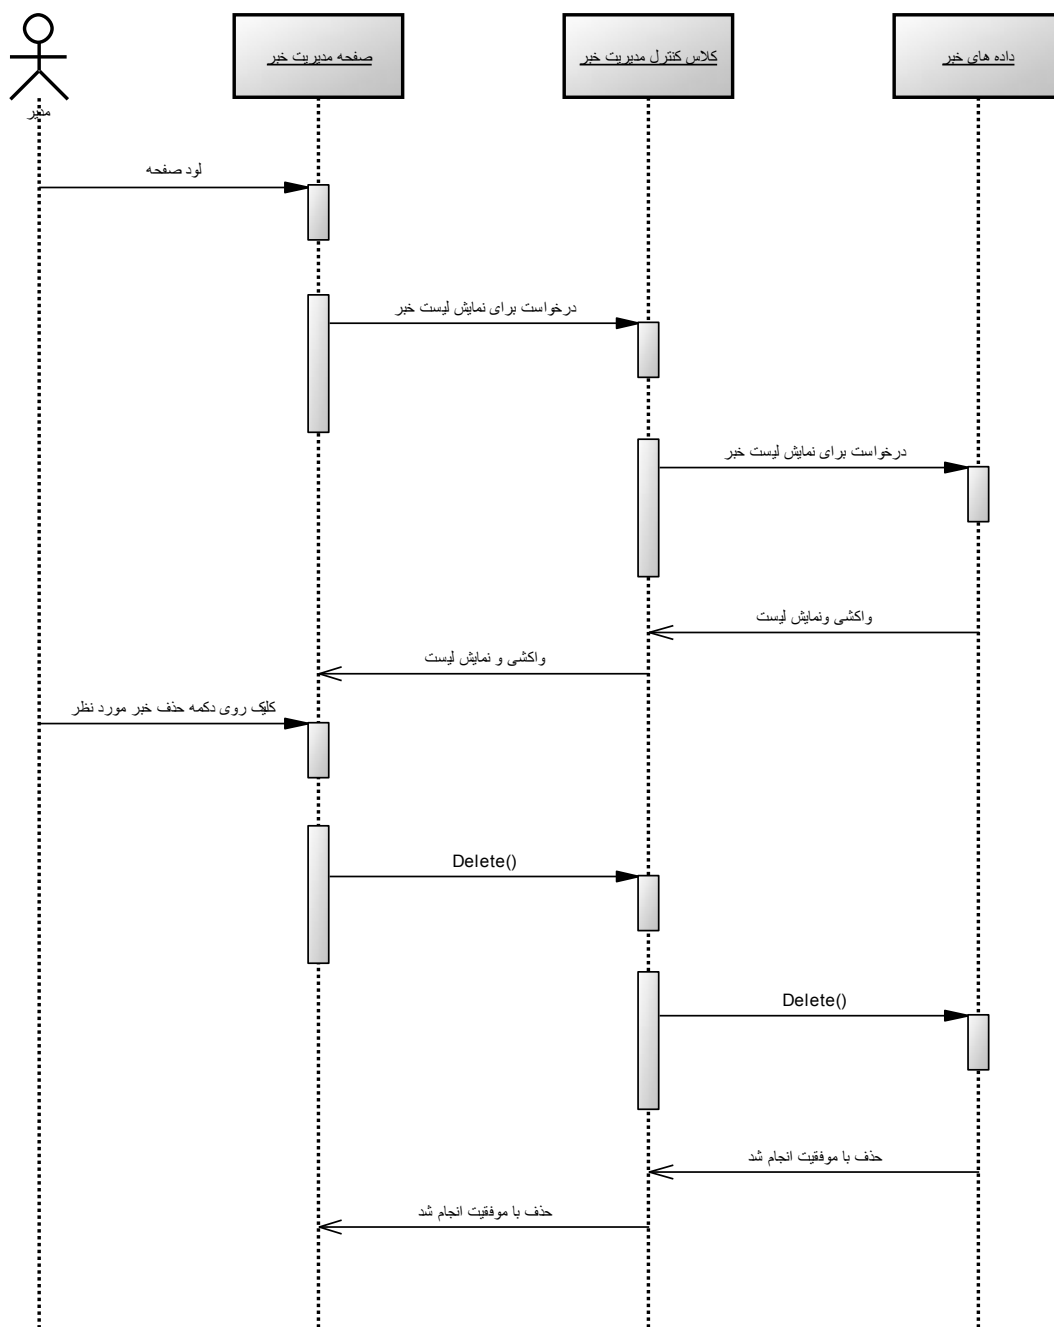 صفحه مدیریت خبر
کلاس کنترل مدیریت خبر
داده های خبر
مدیر
لود صفحه
درخواست برای نمایش لیست خبر
درخواست برای نمایش لیست خبر
واکشی ونمایش لیست
واکشی و نمایش لیست
کلیک روی دکمه حذف خبر مورد نظر
Delete()
Delete()
حذف با موفقیت انجام شد
حذف با موفقیت انجام شد